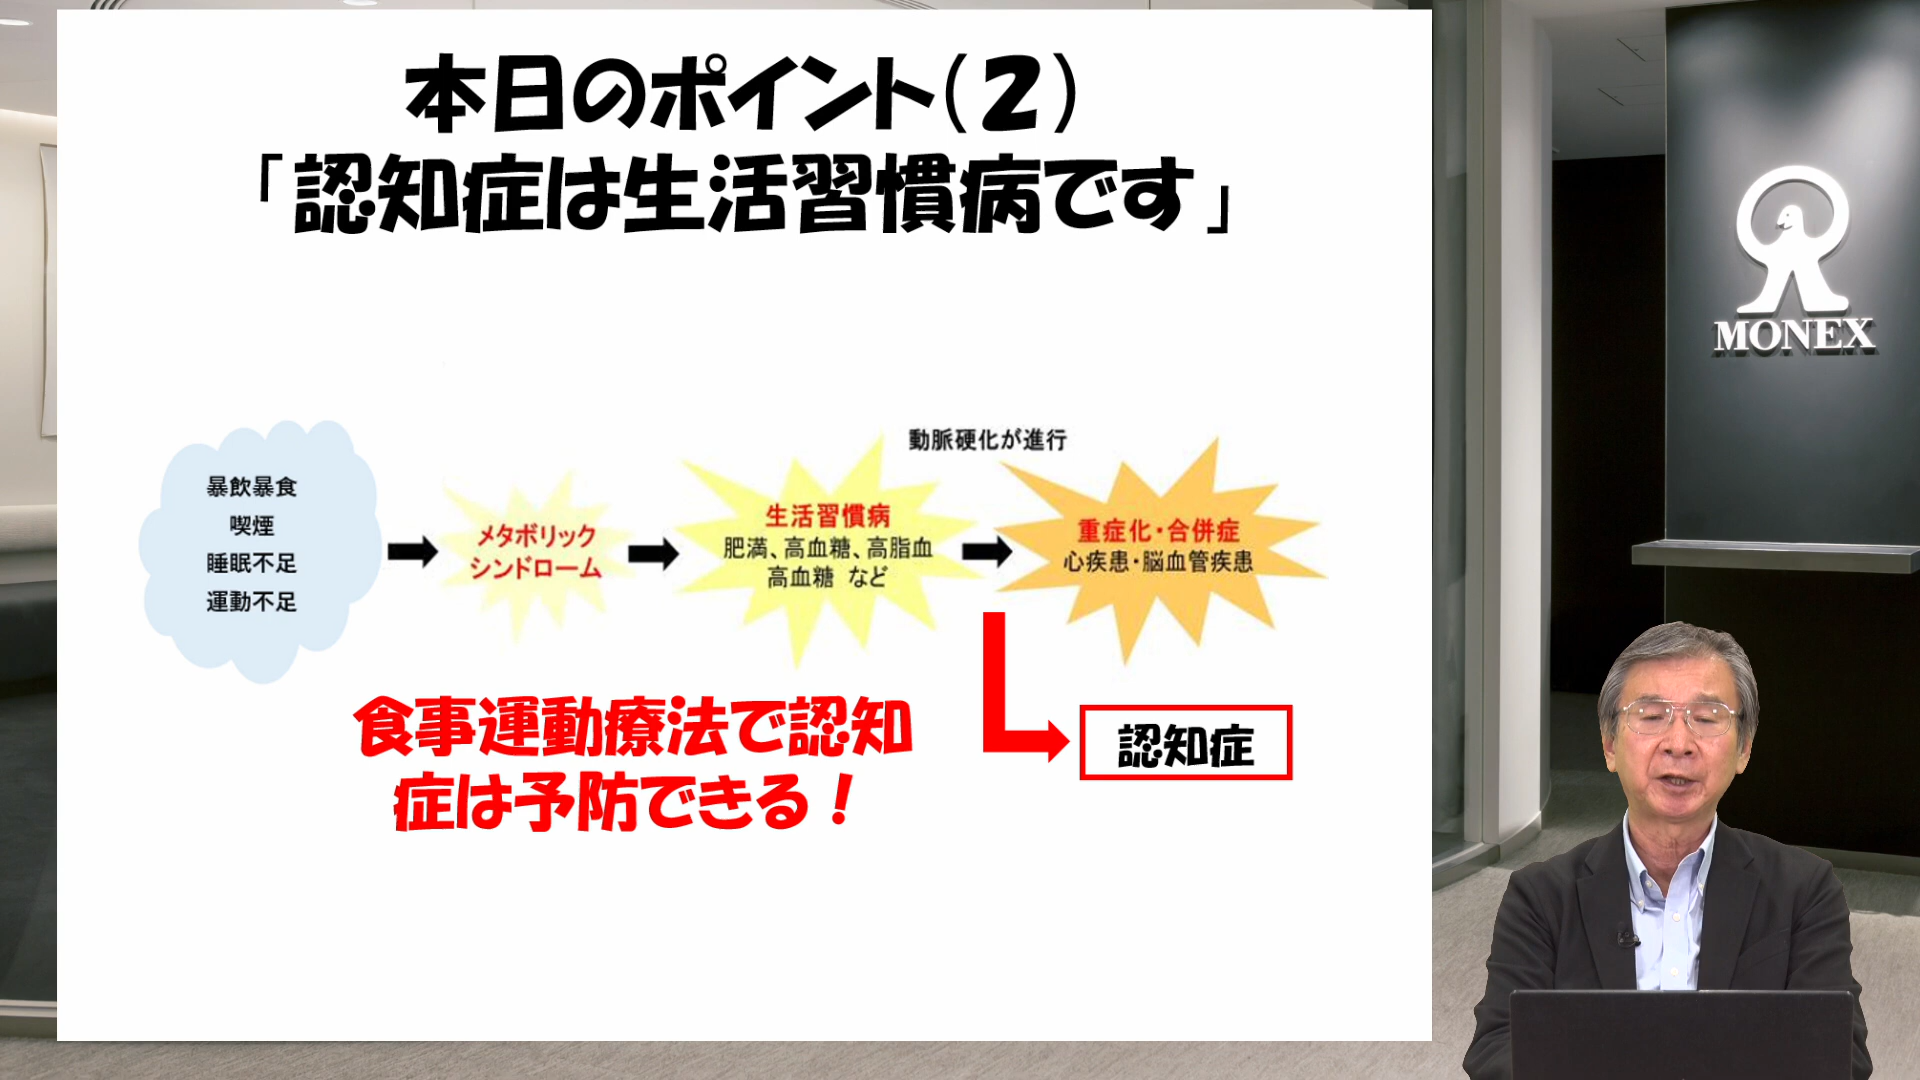 本日のポイント(２)
「認知症は生活習慣病です」
動脈硬化が進行
暴飲暴食
喫煙
睡眠不足
運動不足
メタボリック
シンドローム
生活習慣病
肥満、高血糖、高脂血
高血糖 など
重症化・合併症
心疾患・脳血管疾患
食事運動療法で認知
症は予防できる！
認知症
MONEX